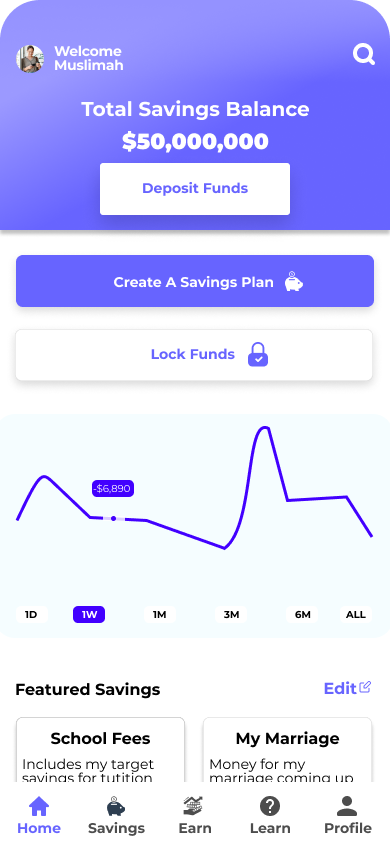 Welcome
Muslimah
Total Savings Balance
$50,000,000
Deposit Funds
Create A Savings Plan
Lock Funds
-$6,890
1D 1W 1M 3M 6M ALL
Featured Savings Edit
School Fees My Marriage
Includes my target Money for my
savings for tutition marriage coming up
Home Savings Earn Learn Profile